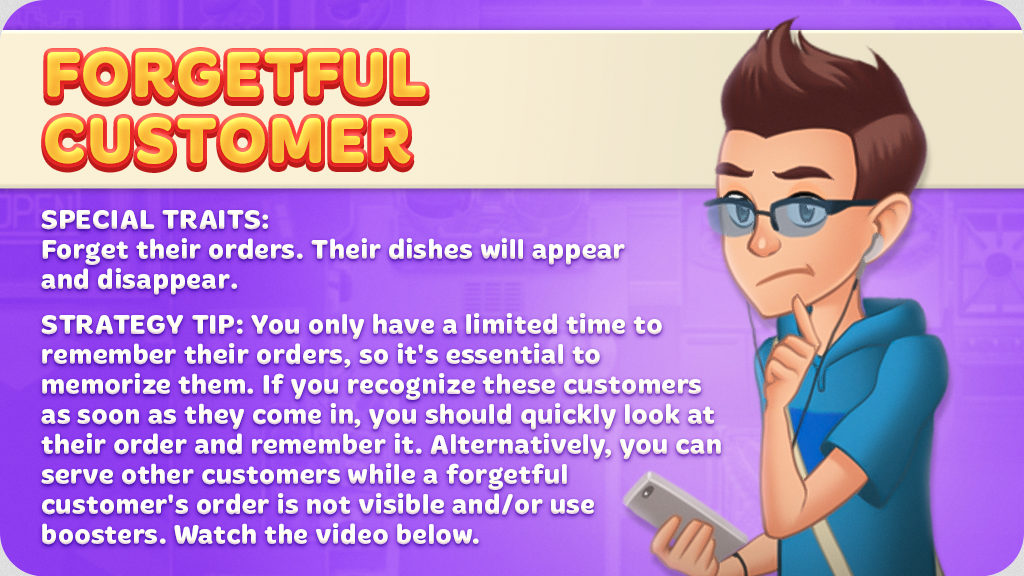 FORGETFUL
CUSTOMER
SPECIAL TRAITS:
Forget their orders. Their dishes will appear
and disappear.
STRATEGY TIP: You only have a limited time to
remember their orders, so it's essential to
memorize them. If you recognize these customers
as soon as they come in, you should quickly look at
their order and remember it. Alternatively, you can
serve other customers while a forgetful
customer's order is not visible and/or use
boosters. Watch the video below.
OPEN